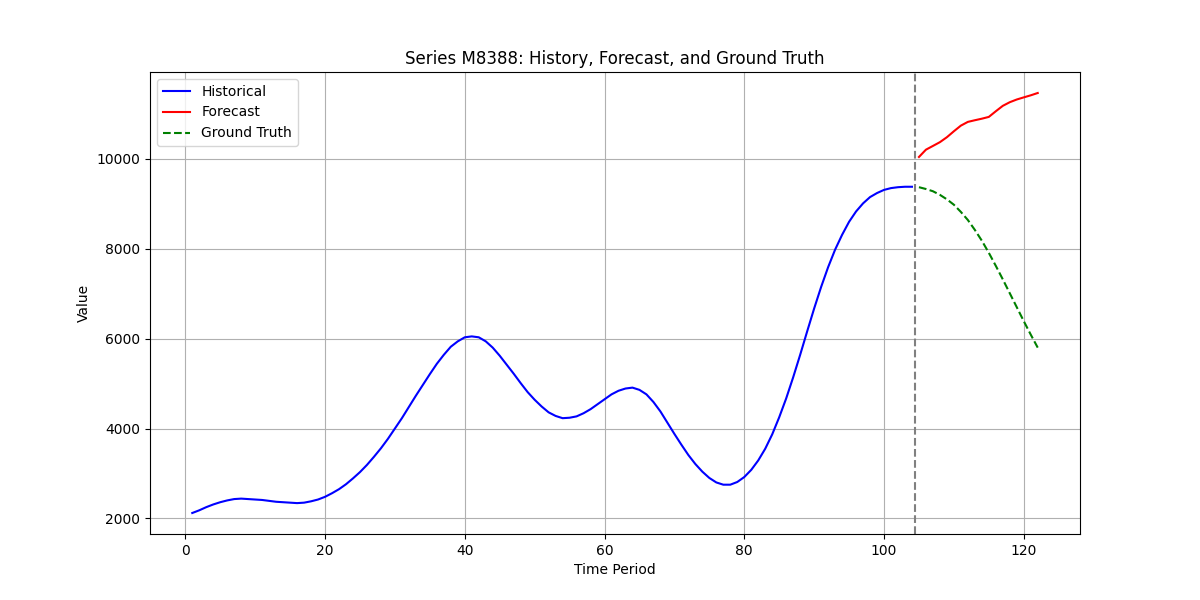 Series M8388: History, Forecast, and Ground Truth
Historical
Forecast
Ground Truth
10000
8000
6000
4000
2000
Value
0 20 40 60 80 100 120
Time Period